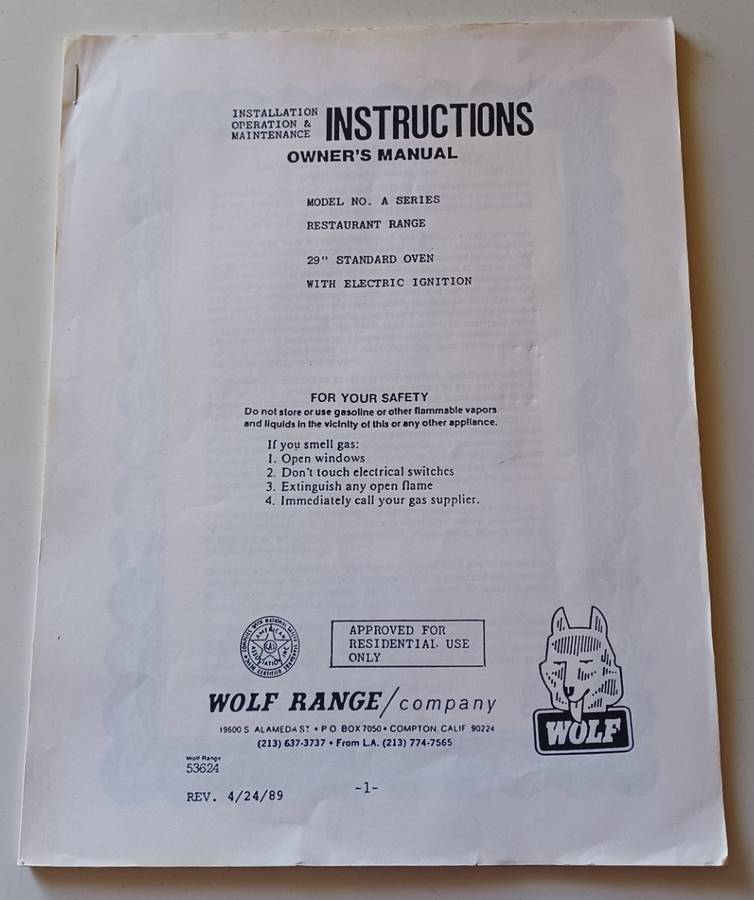 INSTALLATION
OPERATION &
MAINTENANCE
INSTRUCTIONS
OWNER'S MANUAL
MODEL NO. A SERIES
RESTAURANT RANGE
29" STANDARD OVEN
WITH ELECTRIC IGNITION
FOR YOUR SAFETY
Do not store or use gasoline or other flammable vapors
and liquids in the vicinity of this or any other appliance.
If you smell gas:
1. Open windows
2. Don't touch electrical switches
3. Extinguish any open flame
4. Immediately call your gas supplier.
AMERICAN
ASSOCIATION INC
APPROVED FOR
RESIDENTIAL USE
ONLY
WOLF RANGE/company
19600 S ALAMEDA ST • P O BOX 7050 • COMPTON, CALIF 90224
(213) 637-3737 • From L.A. (213) 774-7565
WOLF
Wolf Range
53624
REV. 4/24/89
-1-